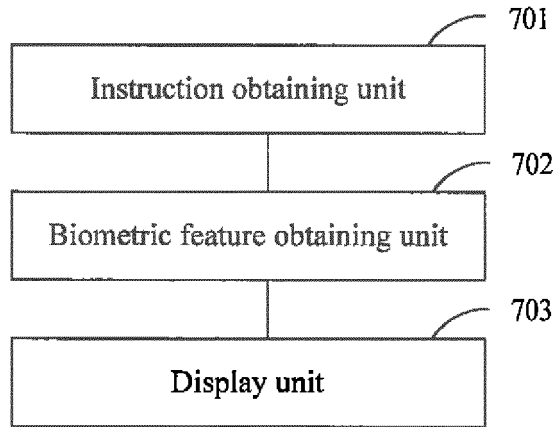 701
Instruction obtaining unit
702
Biometric feature obtaining unit
703
Display unit